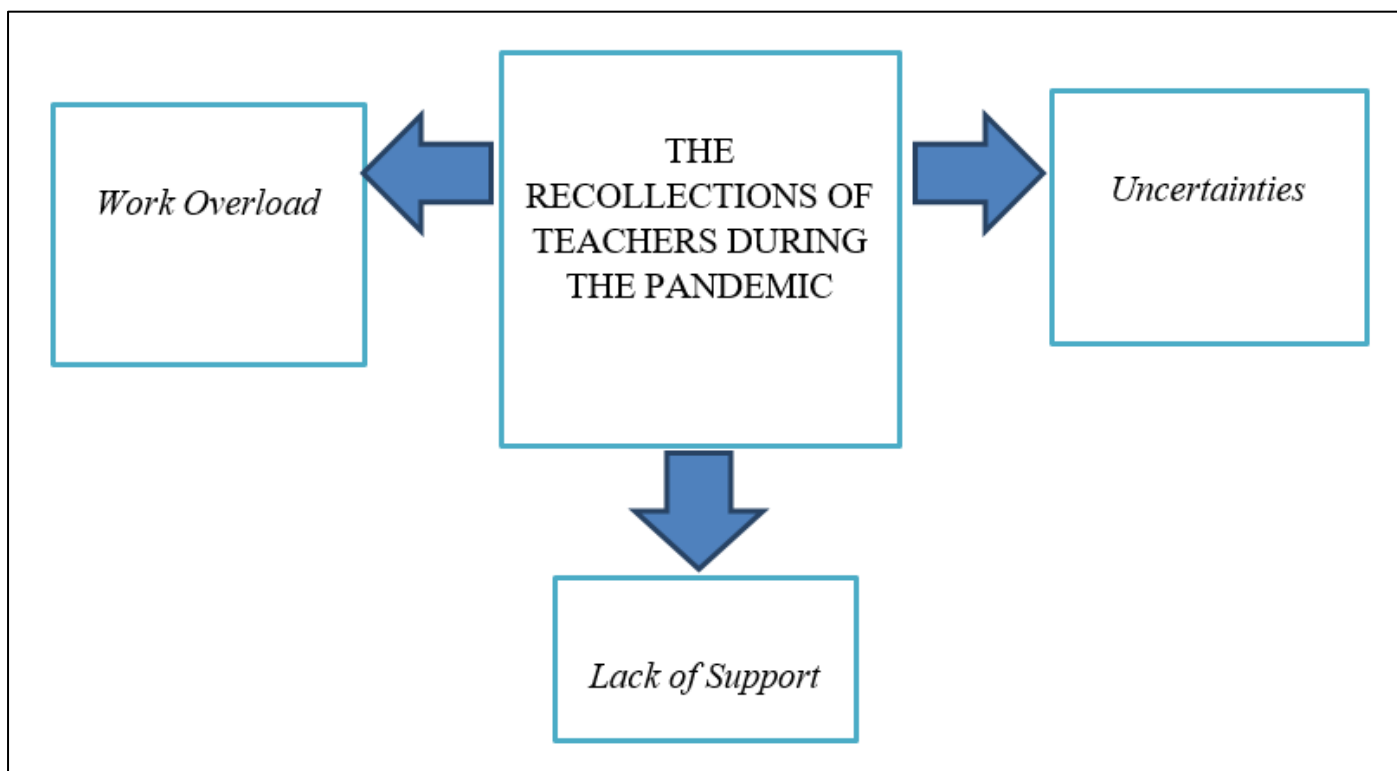 THE
RECOLLECTIONS OF
TEACHERS DURING
THE PANDEMIC
Work Overload
Uncertainties
Lack of Support